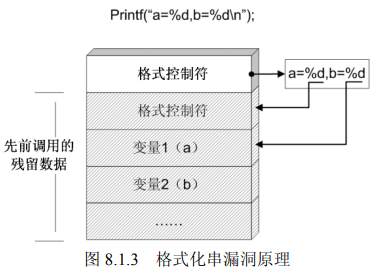 Printf(“a=%d,b=%d\n”);
格式控制符
a=%d,b=%d
格式控制符
先前调用的
残留数据
变量1（a）
变量2（b）
……
图 8.1.3 格式化串漏洞原理